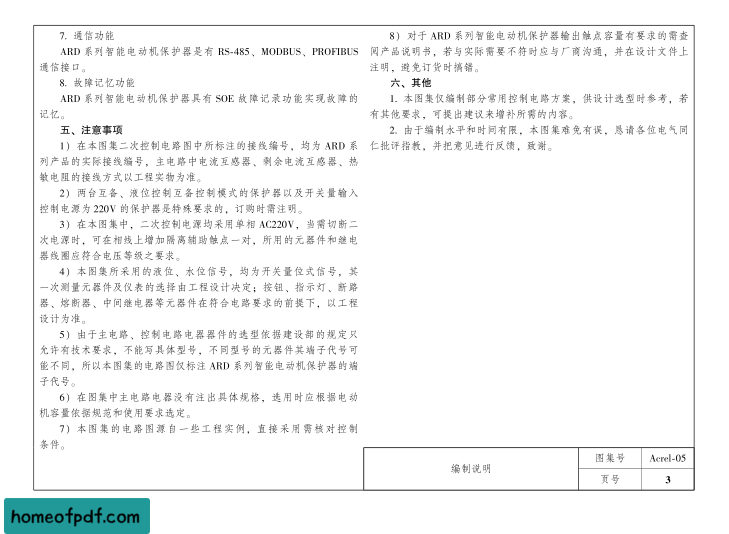 7. 通信功能
ARD 系列智能电动机保护器是有 RS-485、MODBUS、PROFIBUS
通信接口。
8. 故障记忆功能
ARD 系列智能电动机保护器具有 SOE 故障记录功能实现故障的
记忆。
五、注意事项
1）在本图集二次控制电路图中所标注的接线编号，均为 ARD 系
列产品的实际接线编号，主电路中电流互感器、剩余电流互感器、热
敏电阻的接线方式以工程实物为准。
2）两台互备、液位控制互备控制模式的保护器以及开关量输入
控制电源为 220V 的保护器是特殊要求的，订购时需注明。
3）在本图集中，二次控制电源均采用单相 AC220V，当需切断二
次电源时，可在相线上增加隔离辅助触点一对，所用的元器件和继电
器线圈应符合电压等级之要求。
4）本图集所采用的液位、水位信号，均为开关量位式信号，其
一次测量元器件及仪表的选择由工程设计决定；按钮、指示灯、断路
器、熔断器、中间继电器等元器件在符合电路要求的前提下，以工程
设计为准。
5）由于主电路、控制电路电器器件的选型依据建设部的规定只
允许有技术要求，不能写具体型号，不同型号的元器件其端子代号可
能不同，所以本图集的电路图仅标注 ARD 系列智能电动机保护器的端
子代号。
6）在图集中主电路电器没有注出具体规格，选用时应根据电动
机容量依据规范和使用要求选定。
7）本图集的电路图源自一些工程实例，直接采用需核对控制
条件。
8）对于 ARD 系列智能电动机保护器输出触点容量有要求的需查
阅产品说明书，若与实际需要不符时应与厂商沟通，并在设计文件上
注明，避免订货时搞错。
六、其他
1. 本图集仅编制部分常用控制电路方案，供设计选型时参考，若
有其他要求，可提出建议来增补所需的内容。
2. 由于编制水平和时间有限，本图集难免有误，恳请各位电气同
仁批评指教，并把意见进行反馈，致谢。
编制说明
图集号
Acrel-05
页号
3
homeofpdf.com